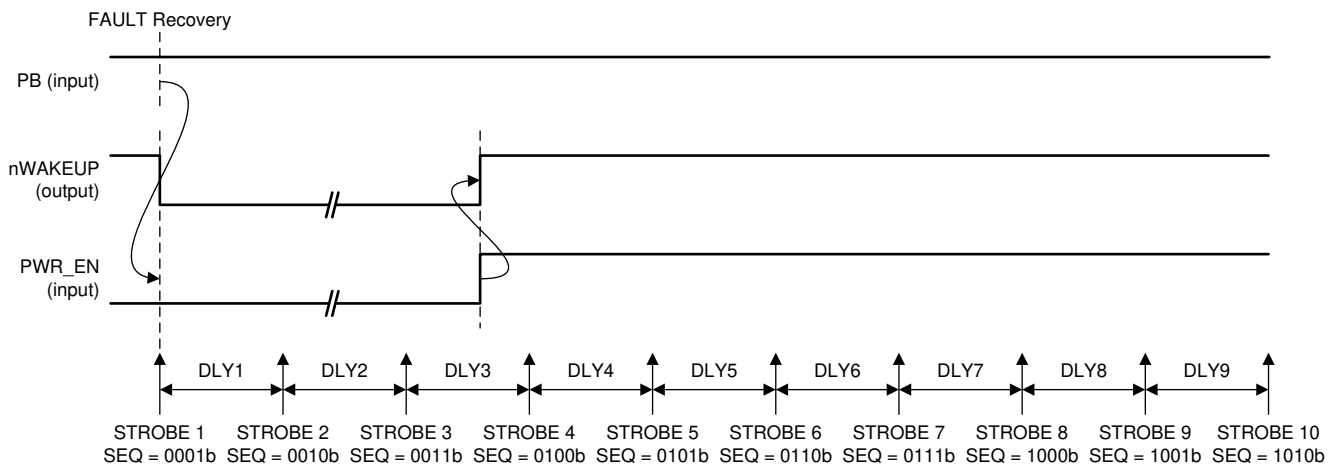 FAULT Recovery
PB (input)
nWAKEUP
(output)
PWR_EN
(input)
DLY1 DLY2 DLY3 DLY4 DLY5 DLY6 DLY7 DLY8 DLY9
STROBE 1 STROBE 2 STROBE 3 STROBE 4 STROBE 5 STROBE 6 STROBE 7 STROBE 8 STROBE 9 STROBE 10
SEQ = 0001b SEQ = 0010b SEQ = 0011b SEQ = 0100b SEQ = 0101b SEQ = 0110b SEQ = 0111b SEQ = 1000b SEQ = 1001b SEQ = 1010b